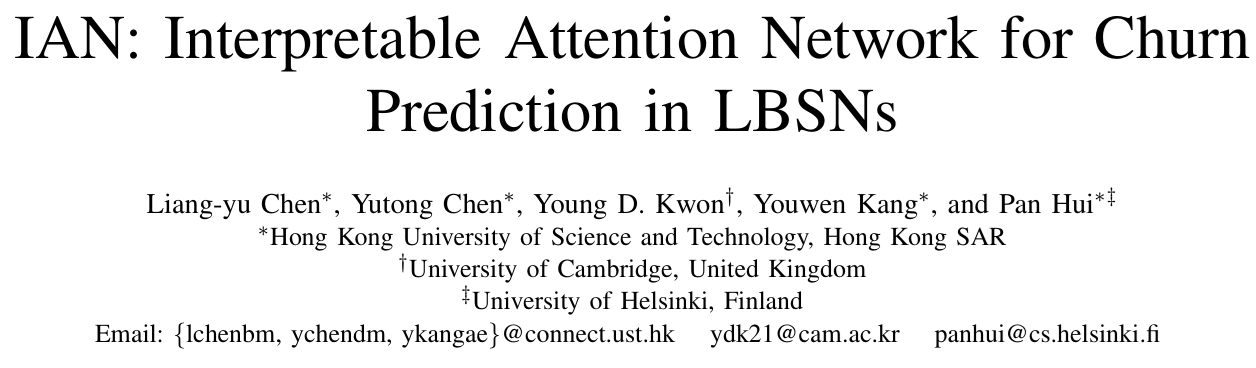 IAN: Interpretable Attention Network for Churn
Prediction in LBSNs
Liang-yu Chen*, Yutong Chen*, Young D. Kwon†, Youwen Kang*, and Pan Hui*‡
*Hong Kong University of Science and Technology, Hong Kong SAR
†University of Cambridge, United Kingdom
‡University of Helsinki, Finland
Email: {lchenbm, ychendm, ykangae}@connect.ust.hk ydk21@cam.ac.kr panhui@cs.helsinki.fi